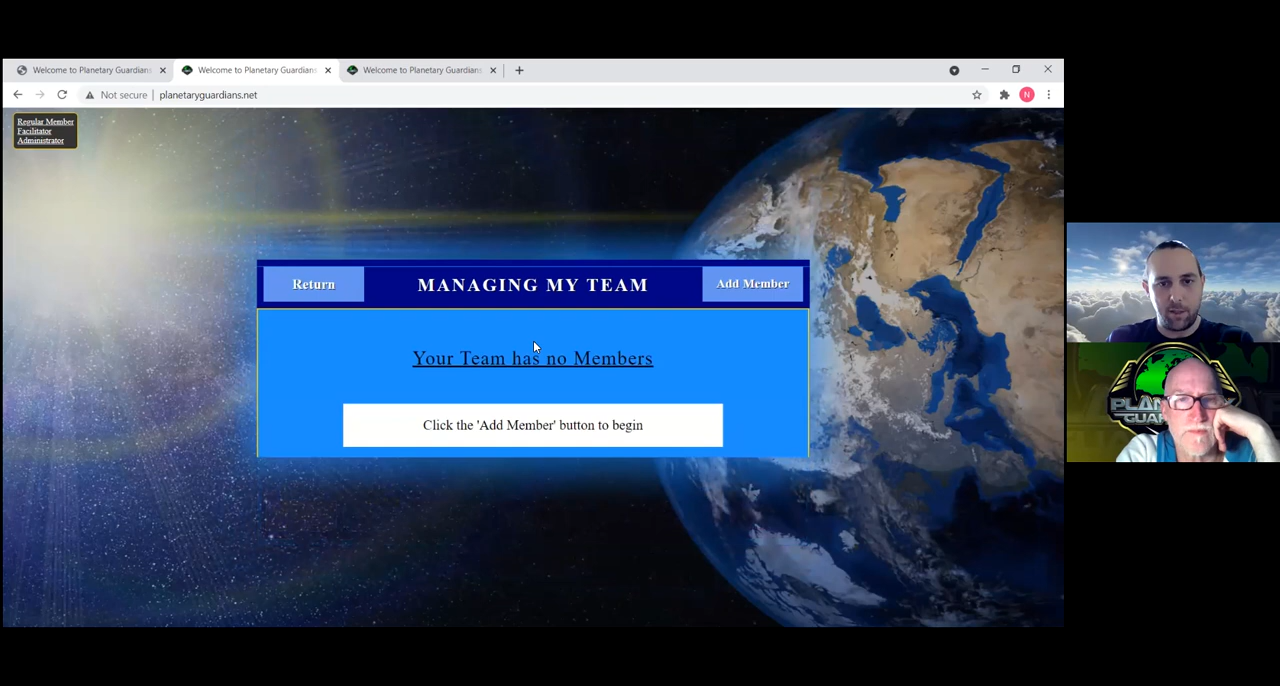 Welcome to Planetary Guardians
Welcome to Planetary Guardians
Welcome to Planetary Guardians
Not secure
planetaryguardians.net
N
Regular Member
Facilitator
Administrator
Return
MANAGING MY TEAM
Add Member
Your Team has no Members
Click the 'Add Member' button to begin